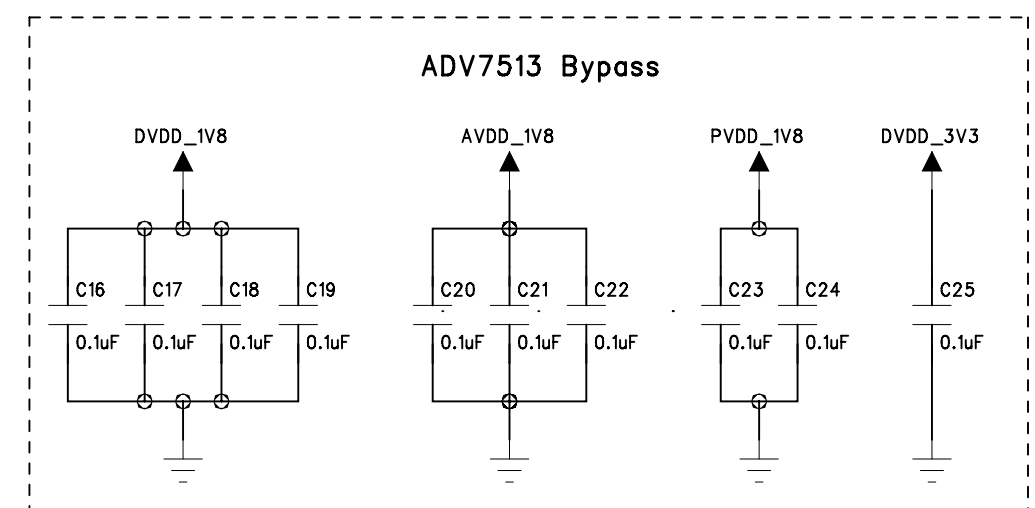 ADV7513 Bypass
DVDD_1V8 AVDD_1V8 PVDD_1V8 DVDD_3V3
C16 C17 C18 C19 C20 C21 C22 C23 C24 C25
0.1uF 0.1uF 0.1uF 0.1uF 0.1uF 0.1uF 0.1uF 0.1uF 0.1uF 0.1uF